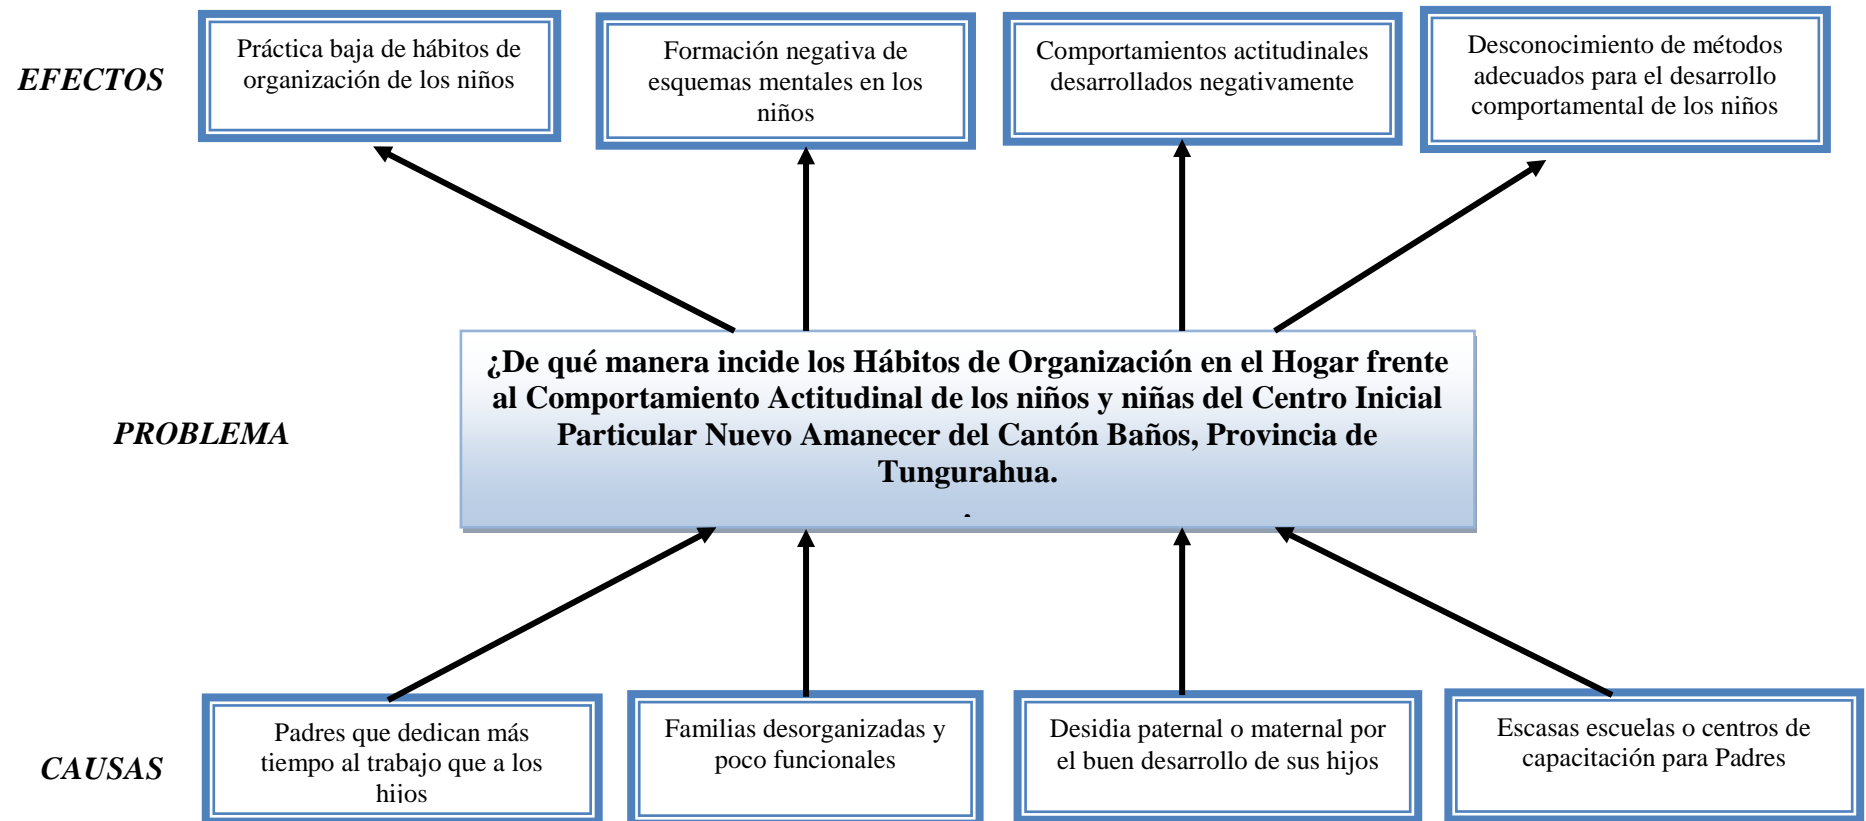 EFECTOS
Práctica baja de hábitos de
organización de los niños
Formación negativa de
esquemas mentales en los
niños
Comportamientos actitudinales
desarrollados negativamente
Desconocimiento de métodos
adecuados para el desarrollo
comportamental de los niños
PROBLEMA
¿De qué manera incide los Hábitos de Organización en el Hogar frente
al Comportamiento Actitudinal de los niños y niñas del Centro Inicial
Particular Nuevo Amanecer del Cantón Baños, Provincia de
Tungurahua.
.
CAUSAS
Padres que dedican más
tiempo al trabajo que a los
hijos
Familias desorganizadas y
poco funcionales
Desidia paternal o maternal por
el buen desarrollo de sus hijos
Escasas escuelas o centros de
capacitación para Padres